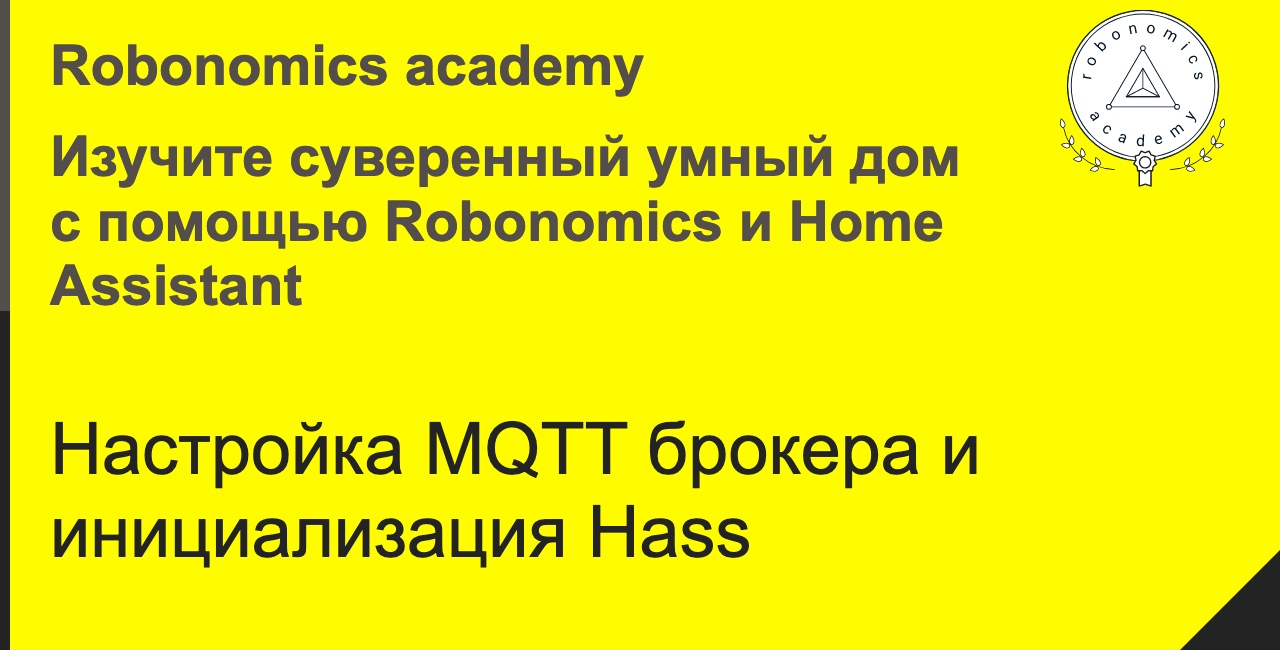 Robonomics academy
Изучите суверенный умный дом
с помощью Robonomics и Home
Assistant
Настройка MQTT брокера и
инициализация Hass
robonomics
academy